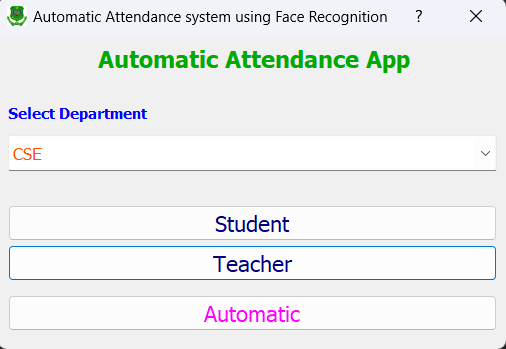 Automatic Attendance system using Face Recognition ?
Automatic Attendance App
Select Department
CSE
Student
Teacher
Automatic